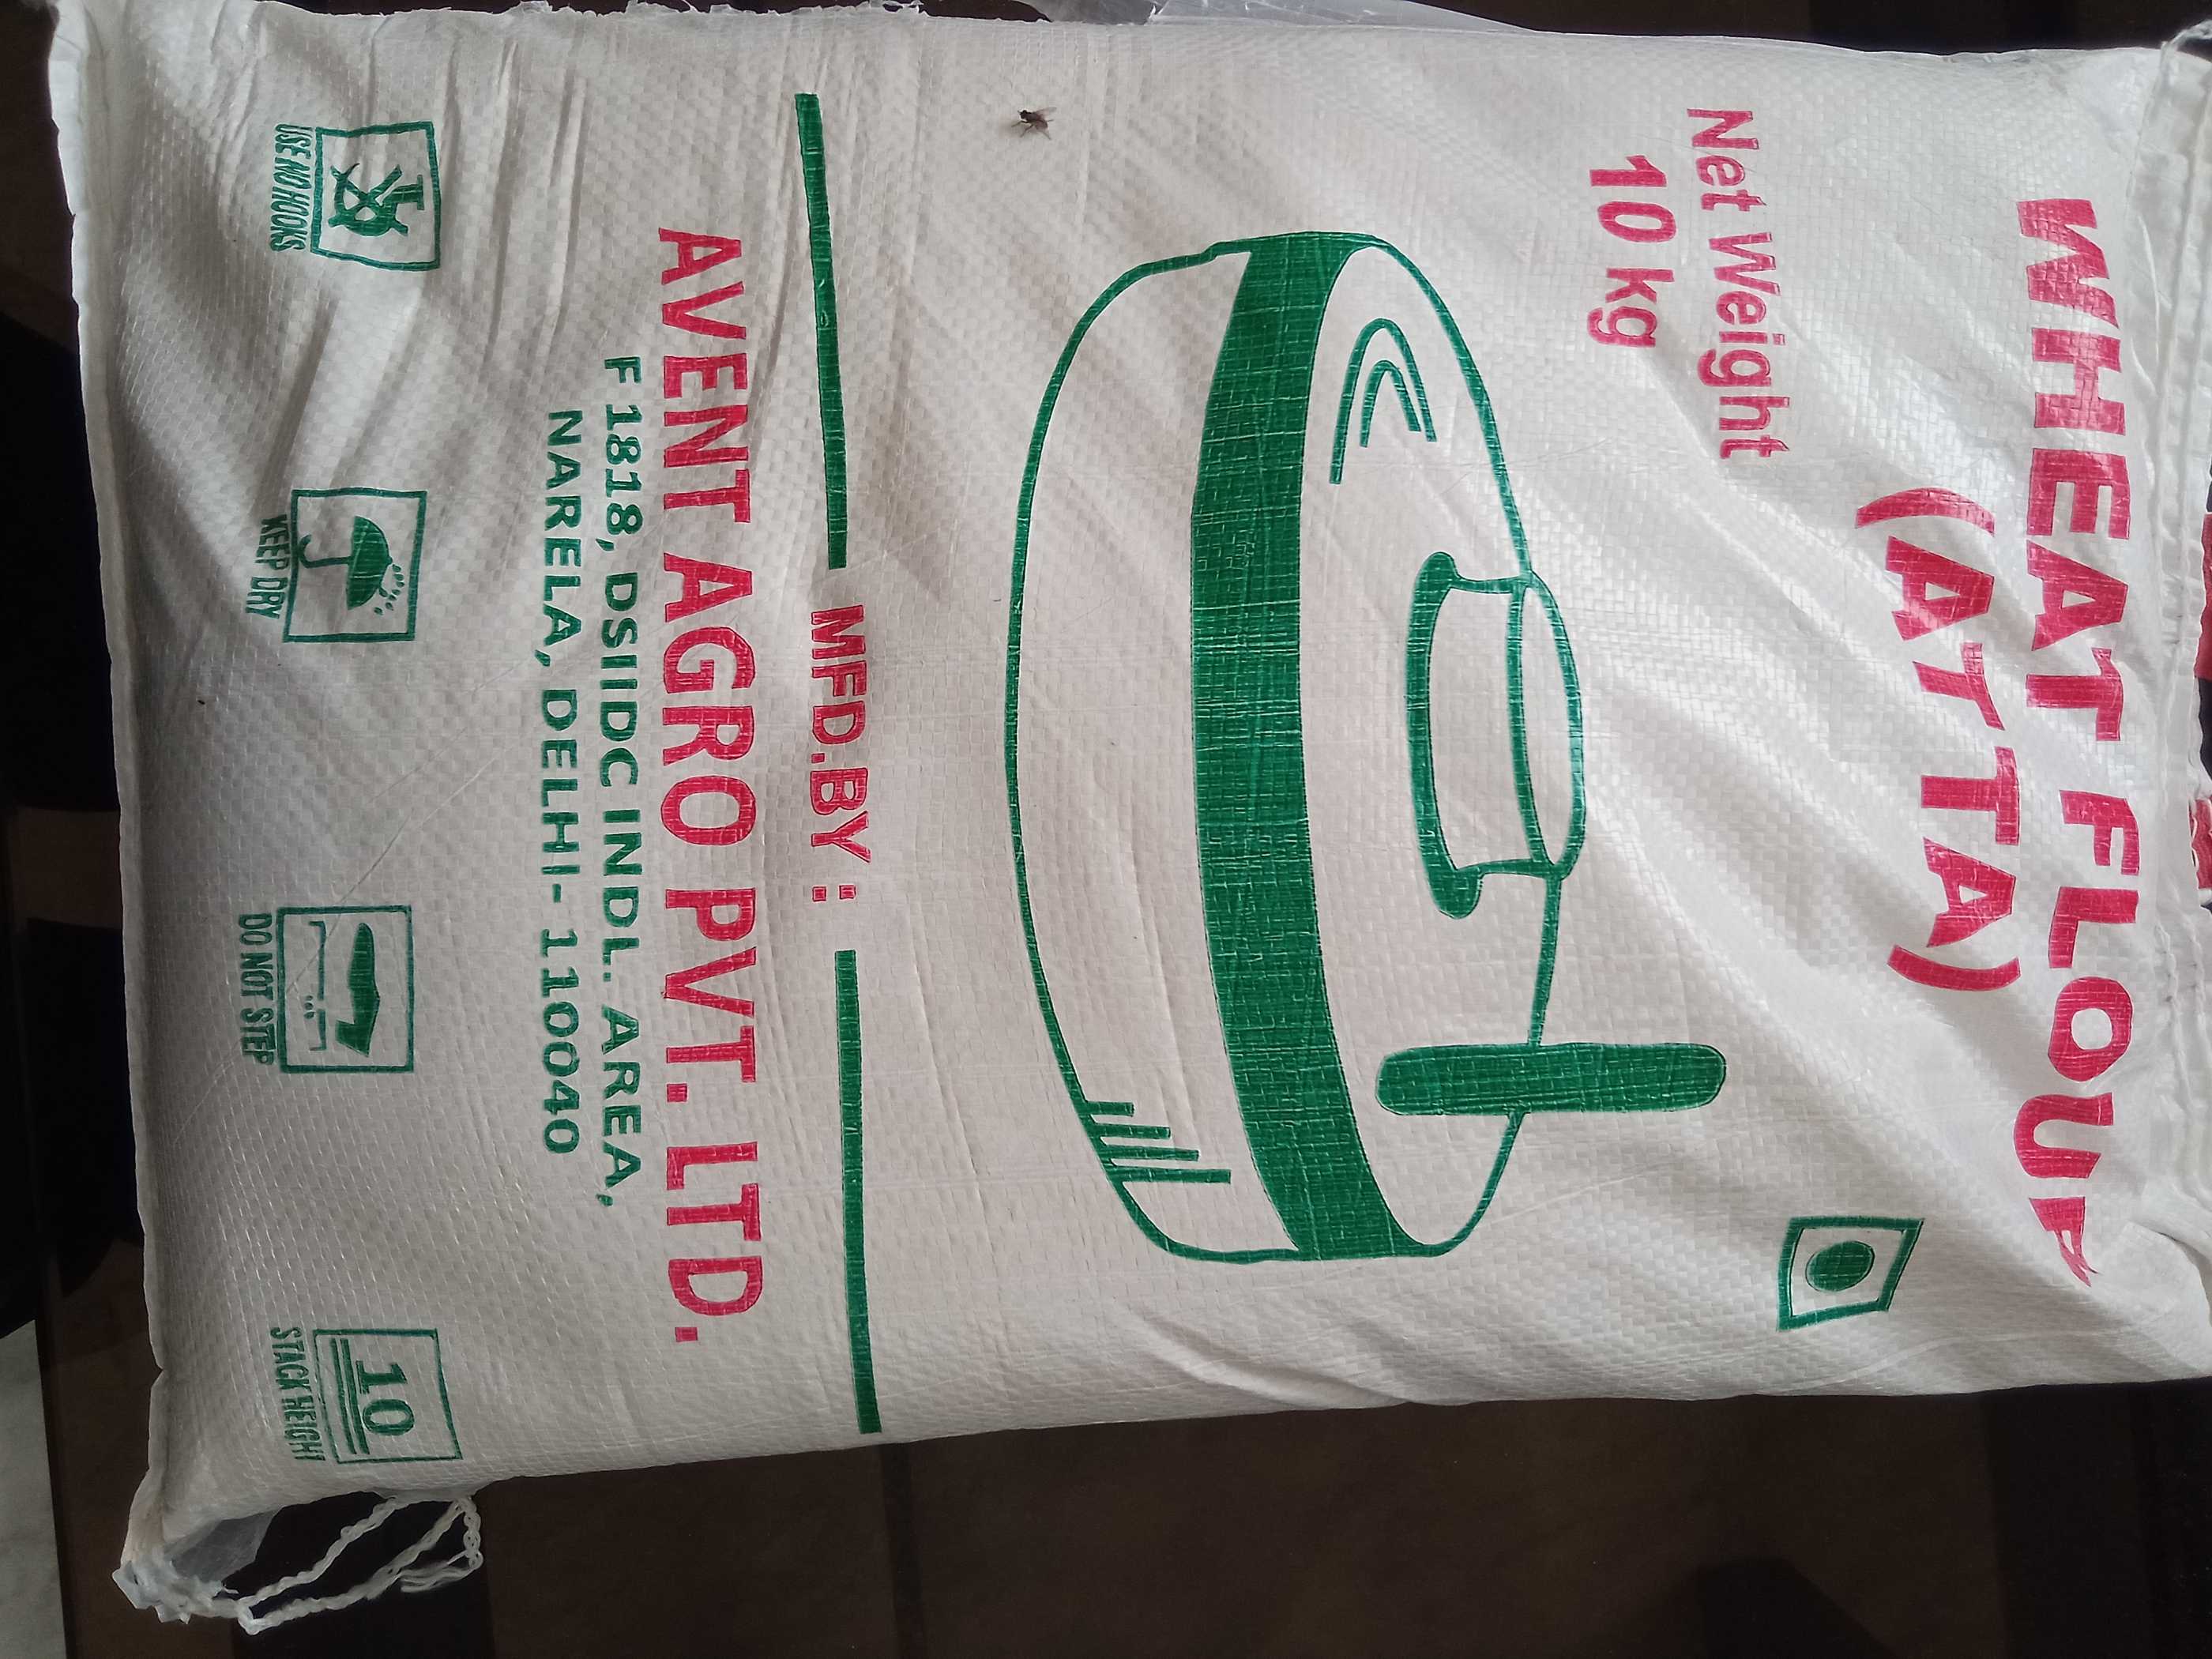 WHEAT FLOUR
(ATTA)
Net Weight
10 kg
MFD.BY :
AVENT AGRO PVT. LTD.
F 1818, DSIIDC INDL. AREA,
NARELA, DELHI- 110040
USE NO HOOKS
KEEP DRY
DO NOT STEP
10
STACK HEIGHT